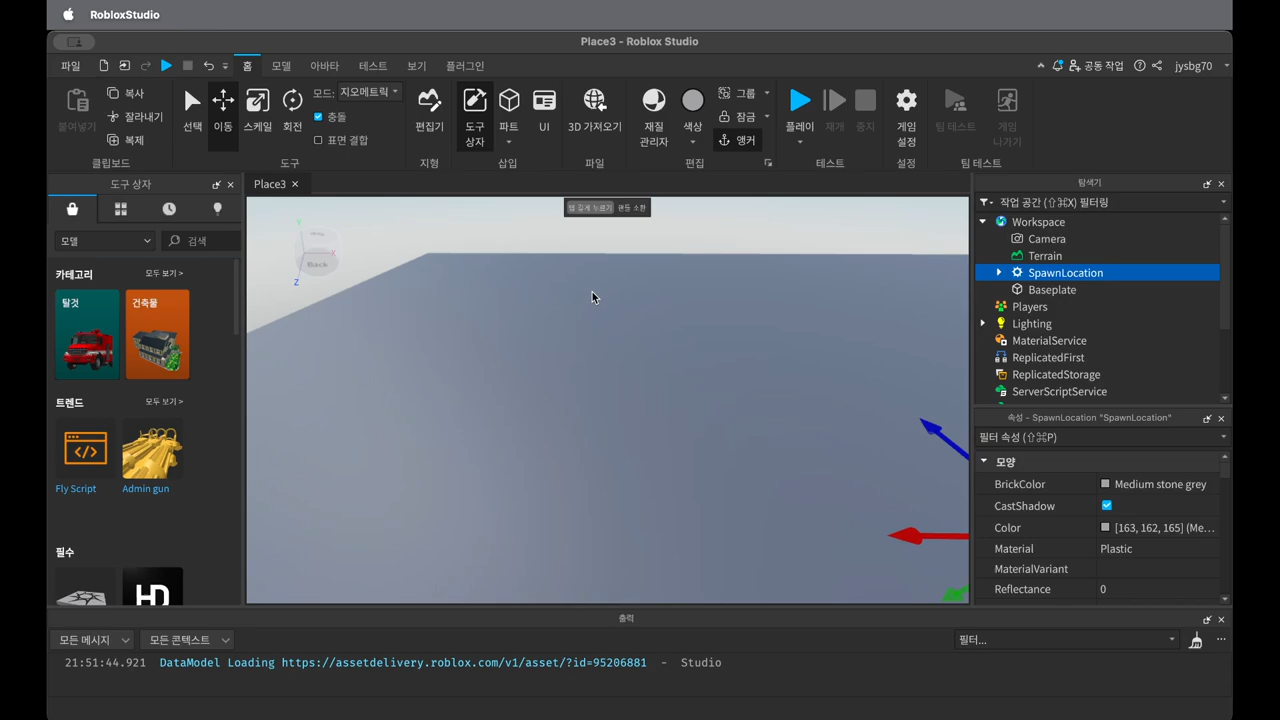 RobloxStudio
Place3 - Roblox Studio
파일 홈 모델 아바타 테스트 보기 플러그인 공동 작업 jysbg70
붙여넣기 복사 잘라내기 복제
클립보드
선택 이동 스케일 회전 모드: 지오메트릭 충돌 표면 결합
도구
편집기
지형
도구 상자 파트 UI
삽입
3D 가져오기
파일
재질 관리자 색상 그룹 잠금 앵커
편집
플레이 재개 중지
테스트
게임 설정
설정
팀 테스트 게임 나가기
팀 테스트
도구 상자
모델 검색
카테고리 모두 보기 >
탈것 건축물
트렌드 모두 보기 >
Fly Script Admin gun
필수
HD
Place3
탭 길게 누르기 핸들 소환
Back
Y
X
Z
탐색기
작업 공간 (⇧⌘X) 필터링
Workspace
Camera
Terrain
SpawnLocation
Baseplate
Players
Lighting
MaterialService
ReplicatedFirst
ReplicatedStorage
ServerScriptService
속성 - SpawnLocation "SpawnLocation"
필터 속성 (⇧⌘P)
모양
BrickColor Medium stone grey
CastShadow
Color [163, 162, 165] (Me...
Material Plastic
MaterialVariant
Reflectance 0
출력
모든 메시지 모든 콘텍스트 필터...
21:51:44.921 DataModel Loading https://assetdelivery.roblox.com/v1/asset/?id=95206881 - Studio